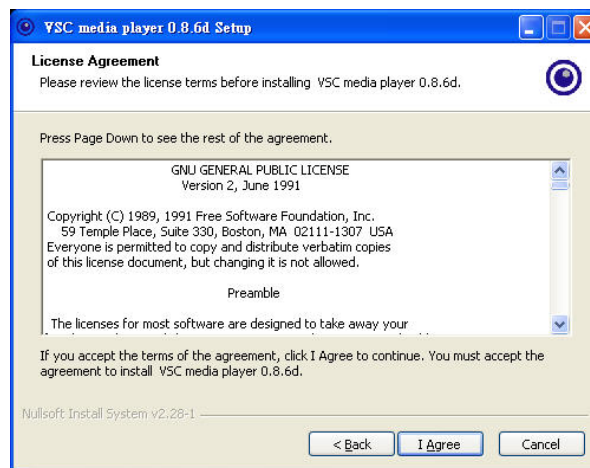 VSC media player 0.8.6d Setup
License Agreement
Please review the license terms before installing VSC media player 0.8.6d.
Press Page Down to see the rest of the agreement.
GNU GENERAL PUBLIC LICENSE
Version 2, June 1991
Copyright (C) 1989, 1991 Free Software Foundation, Inc.
59 Temple Place, Suite 330, Boston, MA 02111-1307 USA
Everyone is permitted to copy and distribute verbatim copies
of this license document, but changing it is not allowed.
Preamble
The licenses for most software are designed to take away your
If you accept the terms of the agreement, click I Agree to continue. You must accept the
agreement to install VSC media player 0.8.6d.
Nullsoft Install System v2.28-1
< Back I Agree Cancel